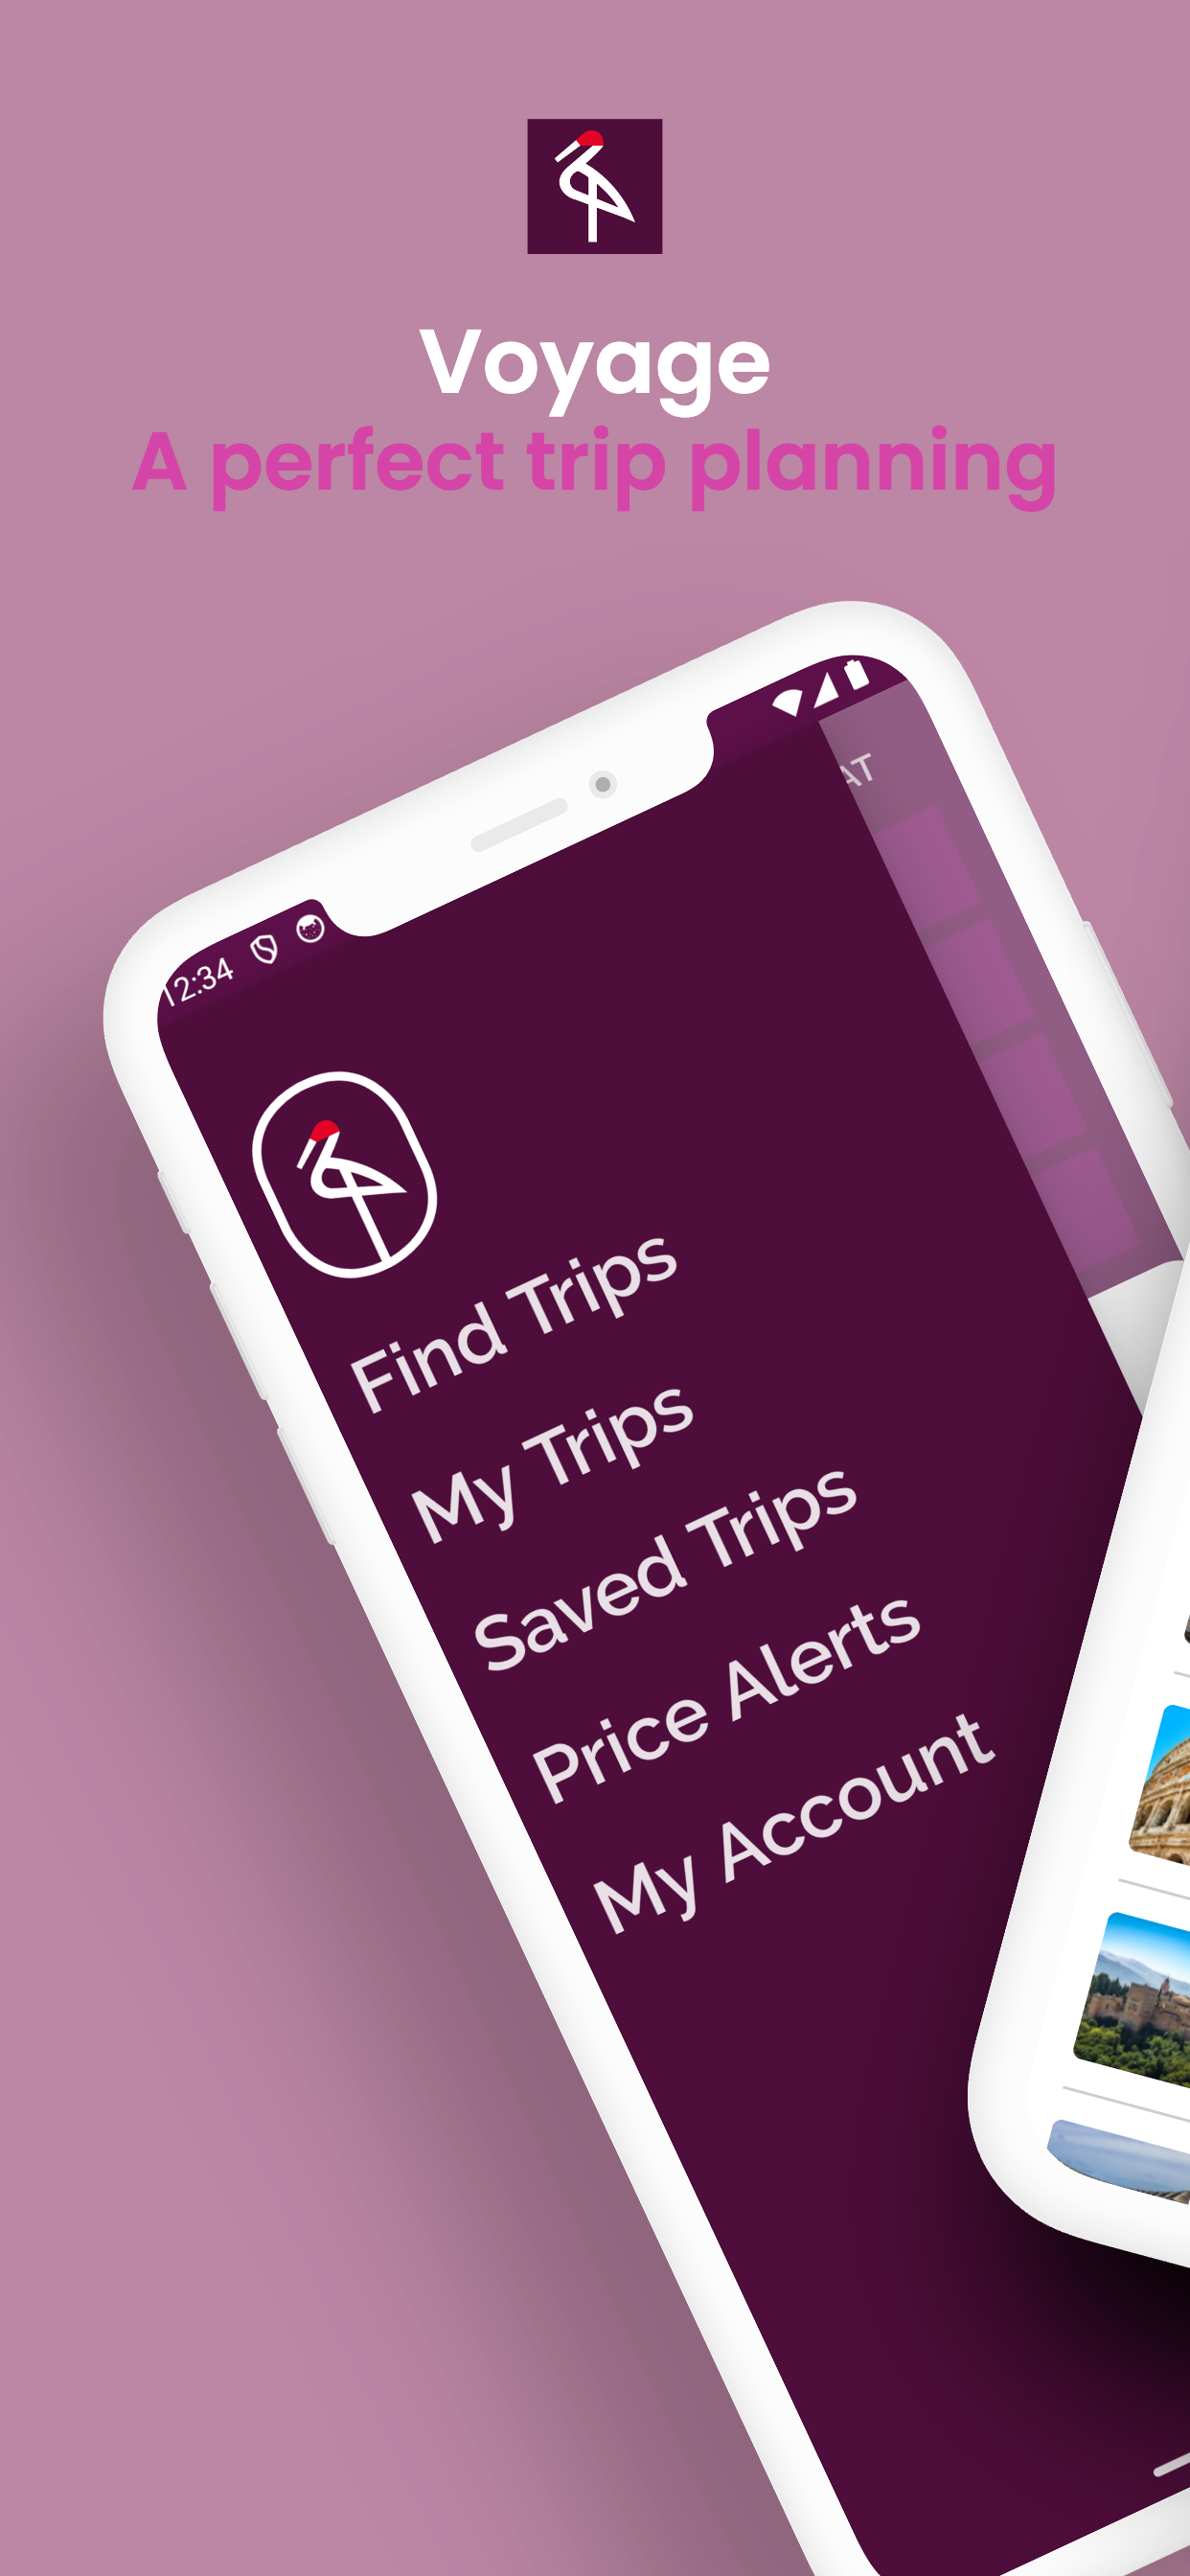 Voyage
A perfect trip planning
12:34
AT
Find Trips
My Trips
Saved Trips
Price Alerts
My Account